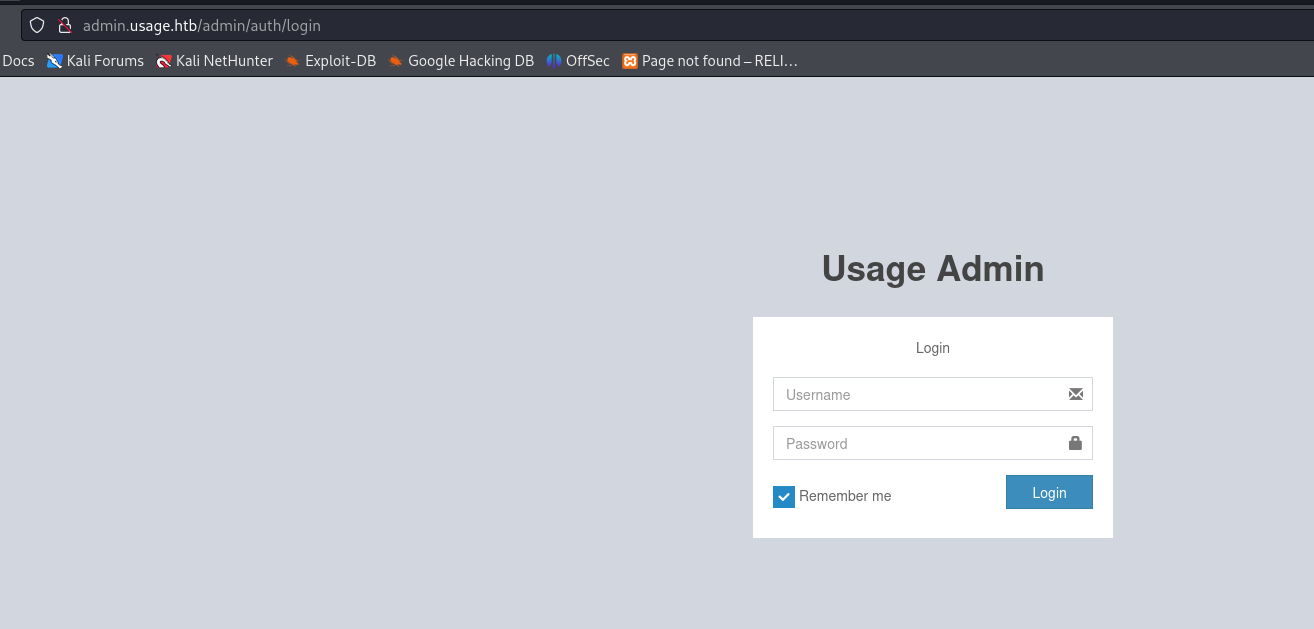 admin.usage.htb/admin/auth/login
Docs Kali Forums Kali NetHunter Exploit-DB Google Hacking DB OffSec Page not found – RELI…
Usage Admin
Login
Username
Password
Remember me Login